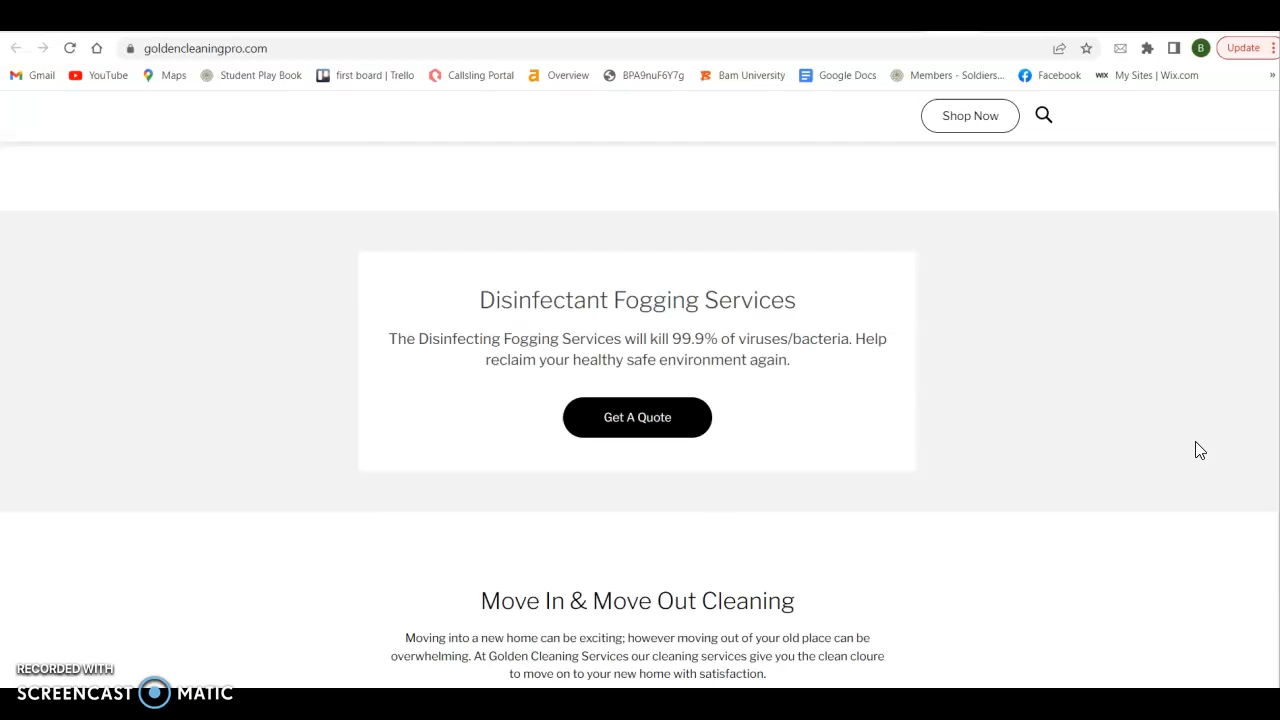 goldencleaningpro.com
B
Update
Gmail
YouTube
Maps
Student Play Book
first board | Trello
Callsling Portal
Overview
BPA9nuF6Y7g
Bam University
Google Docs
Members - Soldiers...
Facebook
WIX My Sites | Wix.com
»
Shop Now
Disinfectant Fogging Services
The Disinfecting Fogging Services will kill 99.9% of viruses/bacteria. Help
reclaim your healthy safe environment again.
Get A Quote
Move In & Move Out Cleaning
Moving into a new home can be exciting; however moving out of your old place can be
overwhelming. At Golden Cleaning Services our cleaning services give you the clean cloure
to move on to your new home with satisfaction.
RECORDED WITH
SCREENCAST MATIC